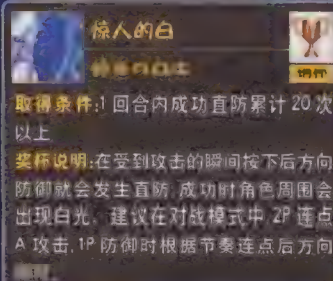 惊人的白
铜杯
取得条件:1回合内成功直防累计20次
以上
奖杯说明:在受到攻击的瞬间按下后方向
防御就会发生直防,成功时角色周围会
出现白光。建议在对战模式中,2P连点
A攻击,1P防御时根据节奏连点后方向